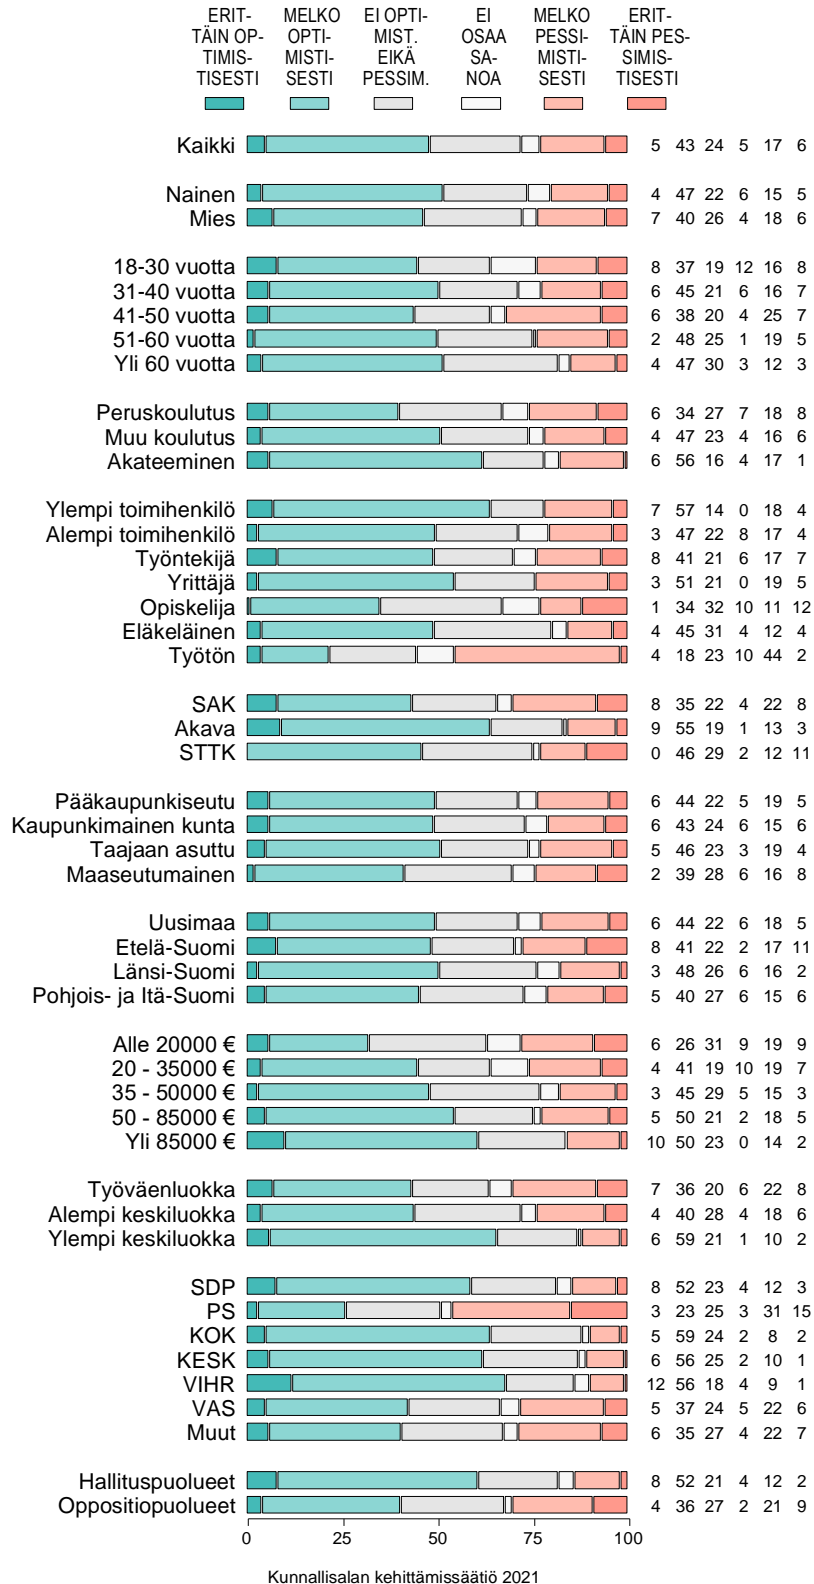 ERIT- MELKO EI OPTI- EI MELKO ERIT-
TÄIN OP- OPTI- MIST. OSAA PESSI- TÄIN PES-
TIMIS- MISTI- EIKÄ SA- MISTI- SIMIS-
TISESTI SESTI PESSIM. NOA SESTI TISESTI
Kaikki 5 43 24 5 17 6
Nainen 4 47 22 6 15 5
Mies 7 40 26 4 18 6
18-30 vuotta 8 37 19 12 16 8
31-40 vuotta 6 45 21 6 16 7
41-50 vuotta 6 38 20 4 25 7
51-60 vuotta 2 48 25 1 19 5
Yli 60 vuotta 4 47 30 3 12 3
Peruskoulutus 6 34 27 7 18 8
Muu koulutus 4 47 23 4 16 6
Akateeminen 6 56 16 4 17 1
Ylempi toimihenkilö 7 57 14 0 18 4
Alempi toimihenkilö 3 47 22 8 17 4
Työntekijä 8 41 21 6 17 7
Yrittäjä 3 51 21 0 19 5
Opiskelija 1 34 32 10 11 12
Eläkeläinen 4 45 31 4 12 4
Työtön 4 18 23 10 44 2
SAK 8 35 22 4 22 8
Akava 9 55 19 1 13 3
STTK 0 46 29 2 12 11
Pääkaupunkiseutu 6 44 22 5 19 5
Kaupunkimainen kunta 6 43 24 6 15 6
Taajaan asuttu 5 46 23 3 19 4
Maaseutumainen 2 39 28 6 16 8
Uusimaa 6 44 22 6 18 5
Etelä-Suomi 8 41 22 2 17 11
Länsi-Suomi 3 48 26 6 16 2
Pohjois- ja Itä-Suomi 5 40 27 6 15 6
Alle 20000 € 6 26 31 9 19 9
20 - 35000 € 4 41 19 10 19 7
35 - 50000 € 3 45 29 5 15 3
50 - 85000 € 5 50 21 2 18 5
Yli 85000 € 10 50 23 0 14 2
Työväenluokka 7 36 20 6 22 8
Alempi keskiluokka 4 40 28 4 18 6
Ylempi keskiluokka 6 59 21 1 10 2
SDP 8 52 23 4 12 3
PS 3 23 25 3 31 15
KOK 5 59 24 2 8 2
KESK 6 56 25 2 10 1
VIHR 12 56 18 4 9 1
VAS 5 37 24 5 22 6
Muut 6 35 27 4 22 7
Hallituspuolueet 8 52 21 4 12 2
Oppositiopuolueet 4 36 27 2 21 9
0 25 50 75 100
Kunnallisalan kehittämissäätiö 2021